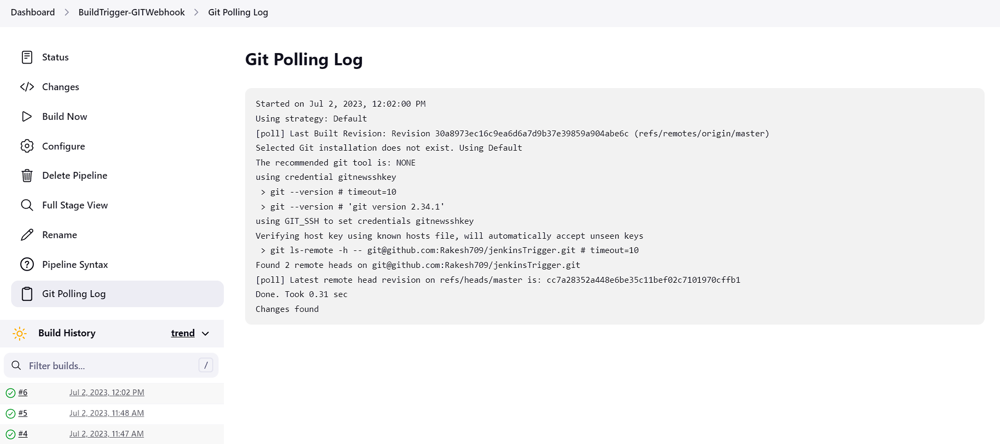 Dashboard > BuildTrigger-GITWebhook > Git Polling Log
Status
Changes
Build Now
Configure
Delete Pipeline
Full Stage View
Rename
Pipeline Syntax
Git Polling Log
Build History trend
Filter builds... /
#6 Jul 2, 2023, 12:02 PM
#5 Jul 2, 2023, 11:48 AM
#4 Jul 2, 2023, 11:47 AM
Git Polling Log
Started on Jul 2, 2023, 12:02:00 PM
Using strategy: Default
[poll] Last Built Revision: Revision 30a8973ec16c9ea6d6a7d9b37e39859a904abe6c (refs/remotes/origin/master)
Selected Git installation does not exist. Using Default
The recommended git tool is: NONE
using credential gitnewsshkey
 > git --version # timeout=10
 > git --version # 'git version 2.34.1'
using GIT_SSH to set credentials gitnewsshkey
Verifying host key using known hosts file, will automatically accept unseen keys
 > git ls-remote -h -- git@github.com:Rakesh709/jenkinsTrigger.git # timeout=10
Found 2 remote heads on git@github.com:Rakesh709/jenkinsTrigger.git
[poll] Latest remote head revision on refs/heads/master is: cc7a28352a448e6be35c11bef02c7101970cffb1
Done. Took 0.31 sec
Changes found